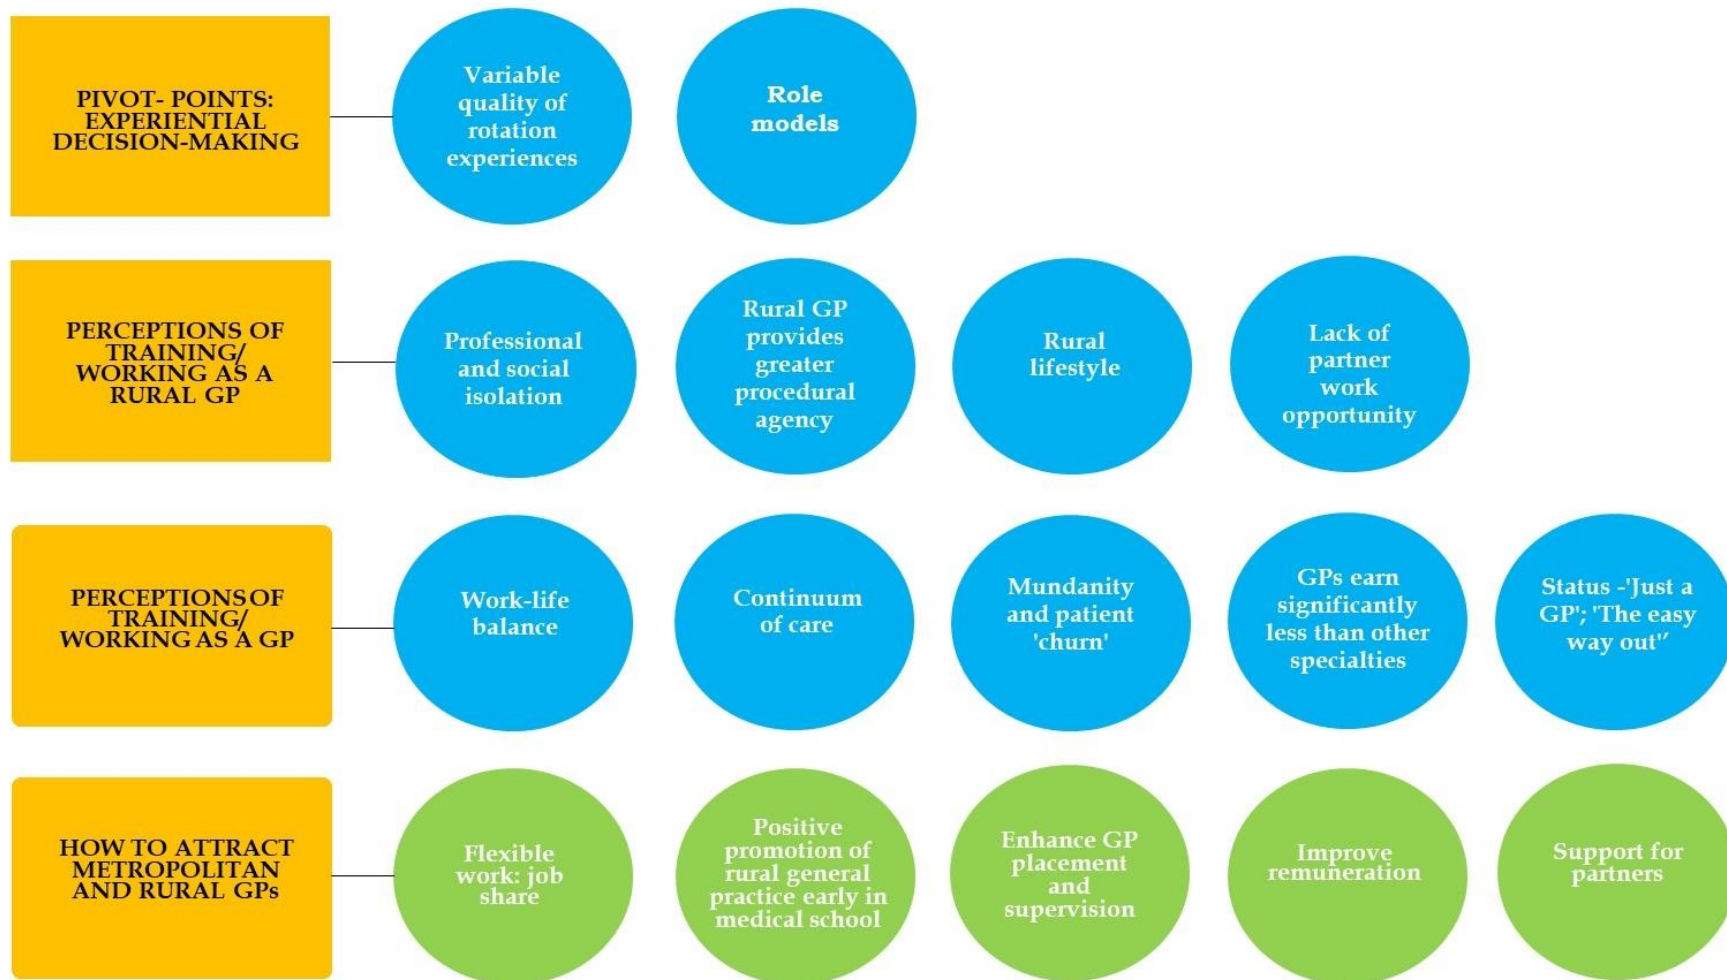 PIVOT- POINTS:
EXPERIENTIAL
DECISION-MAKING
Variable
quality of
rotation
experiences
Role
models
PERCEPTIONS OF
TRAINING/
WORKING AS A
RURAL GP
Professional
and social
isolation
Rural GP
provides
greater
procedural
agency
Rural
lifestyle
Lack of
partner
work
opportunity
PERCEPTIONS OF
TRAINING/
WORKING AS A GP
Work-life
balance
Continuum
of care
Mundanity
and patient
'churn'
GPs earn
significantly
less than other
specialties
Status -'Just a
GP'; 'The easy
way out'’
HOW TO ATTRACT
METROPOLITAN
AND RURAL GPs
Flexible
work: job
share
Positive
promotion of
rural general
practice early in
medical school
Enhance GP
placement
and
supervision
Improve
remuneration
Support for
partners